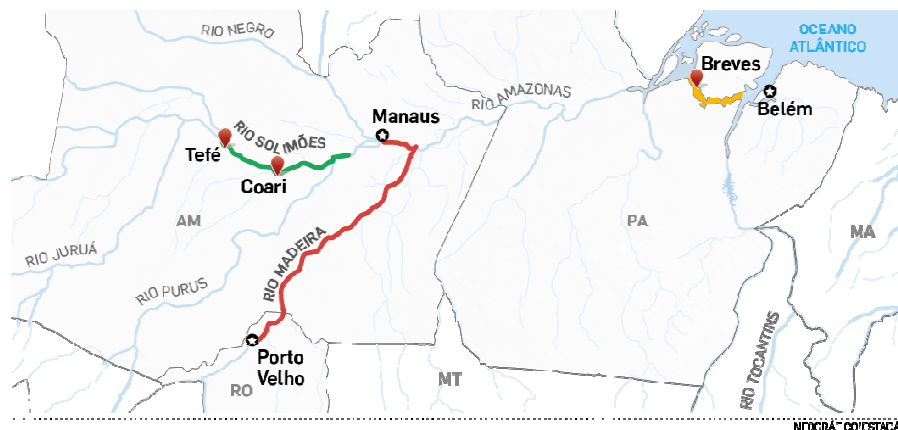 RIO NEGRO
OCEANO
ATLÂNTICO
Breves
Belém
RIO AMAZONAS
Manaus
RIO SOLIMÕES
Tefé
Coari
AM
PA
MA
RIO JURUÁ
RIO PURUS
RIO MADEIRA
Porto
Velho
RO
MT
RIO TOCANTINS